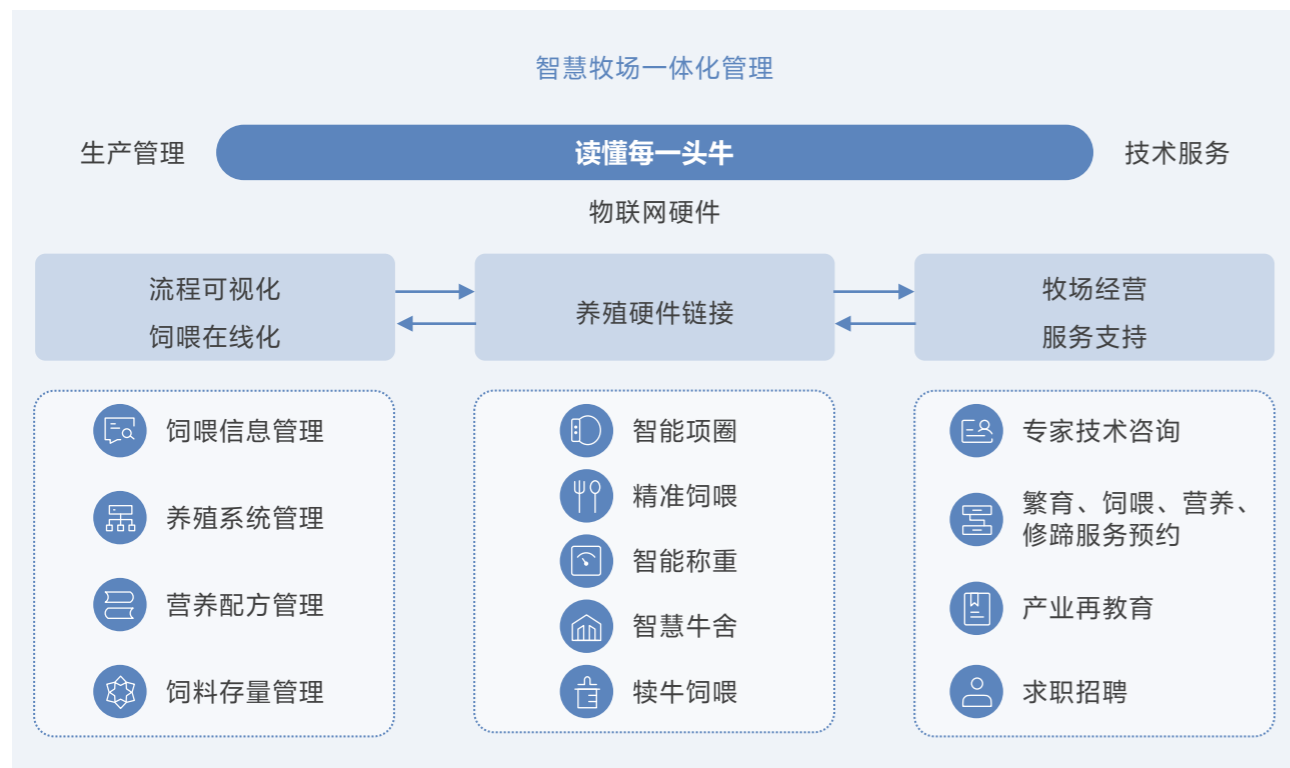 智慧牧场一体化管理
生产管理
读懂每一头牛
技术服务
物联网硬件
流程可视化
饲喂在线化
养殖硬件链接
牧场经营
服务支持
饲喂信息管理
养殖系统管理
营养配方管理
饲料存量管理
智能项圈
精准饲喂
智能称重
智慧牛舍
犊牛饲喂
专家技术咨询
繁育、饲喂、营养、
修蹄服务预约
产业再教育
求职招聘